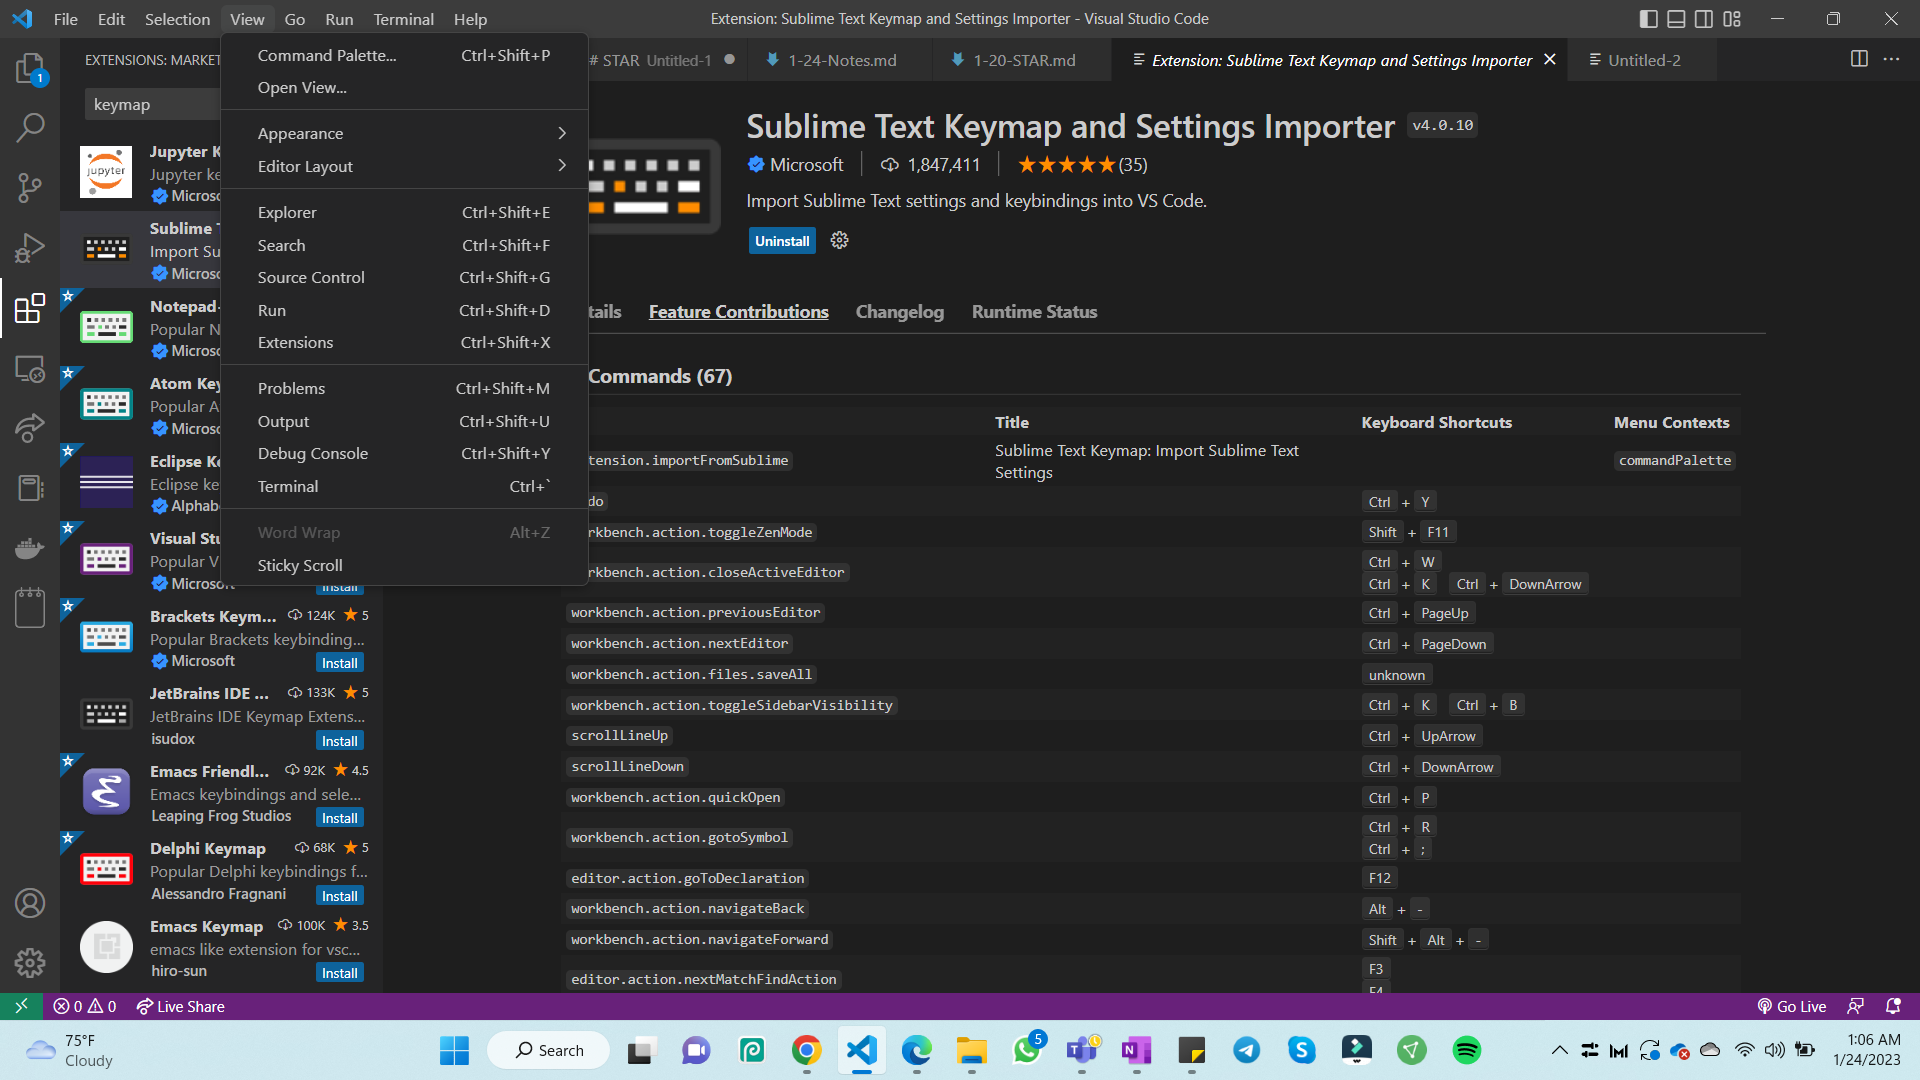 File Edit Selection View Go Run Terminal Help
Extension: Sublime Text Keymap and Settings Importer - Visual Studio Code
EXTENSIONS: MARKET
# STAR Untitled-1
1-24-Notes.md
1-20-STAR.md
Extension: Sublime Text Keymap and Settings Importer
Untitled-2
1
keymap
Command Palette... Ctrl+Shift+P
Open View...
Appearance
Editor Layout
Explorer Ctrl+Shift+E
Search Ctrl+Shift+F
Source Control Ctrl+Shift+G
Run Ctrl+Shift+D
Extensions Ctrl+Shift+X
Problems Ctrl+Shift+M
Output Ctrl+Shift+U
Debug Console Ctrl+Shift+Y
Terminal Ctrl+`
Word Wrap Alt+Z
Sticky Scroll
jupyter
Jupyter K
Jupyter ke
Microso
Sublime T
Import Su
Microso
Notepad-
Popular N
Microso
Atom Key
Popular A
Microso
Eclipse Ke
Eclipse ke
Alphab
Visual Stu
Popular V
Microsof
Install
Brackets Keym... 124K 5
Popular Brackets keybinding...
Microsoft Install
JetBrains IDE ... 133K 5
JetBrains IDE Keymap Extens...
isudox Install
Emacs Friendl... 92K 4.5
Emacs keybindings and sele...
Leaping Frog Studios Install
Delphi Keymap 68K 5
Popular Delphi keybindings f...
Alessandro Fragnani Install
Emacs Keymap 100K 3.5
emacs like extension for vsc...
hiro-sun Install
Sublime Text Keymap and Settings Importer v4.0.10
Microsoft 1,847,411 (35)
Import Sublime Text settings and keybindings into VS Code.
Uninstall
tails Feature Contributions Changelog Runtime Status
Commands (67)
Title Keyboard Shortcuts Menu Contexts
tension.importFromSublime Sublime Text Keymap: Import Sublime Text Settings commandPalette
do Ctrl + Y
rkbench.action.toggleZenMode Shift + F11
rkbench.action.closeActiveEditor Ctrl + W
Ctrl + K Ctrl + DownArrow
workbench.action.previousEditor Ctrl + PageUp
workbench.action.nextEditor Ctrl + PageDown
workbench.action.files.saveAll unknown
workbench.action.toggleSidebarVisibility Ctrl + K Ctrl + B
scrollLineUp Ctrl + UpArrow
scrollLineDown Ctrl + DownArrow
workbench.action.quickOpen Ctrl + P
workbench.action.gotoSymbol Ctrl + R
Ctrl + ;
editor.action.goToDeclaration F12
workbench.action.navigateBack Alt + -
workbench.action.navigateForward Shift + Alt + -
editor.action.nextMatchFindAction F3
F4
0 0 Live Share
Go Live
75°F
Cloudy
Search
5
1:06 AM
1/24/2023